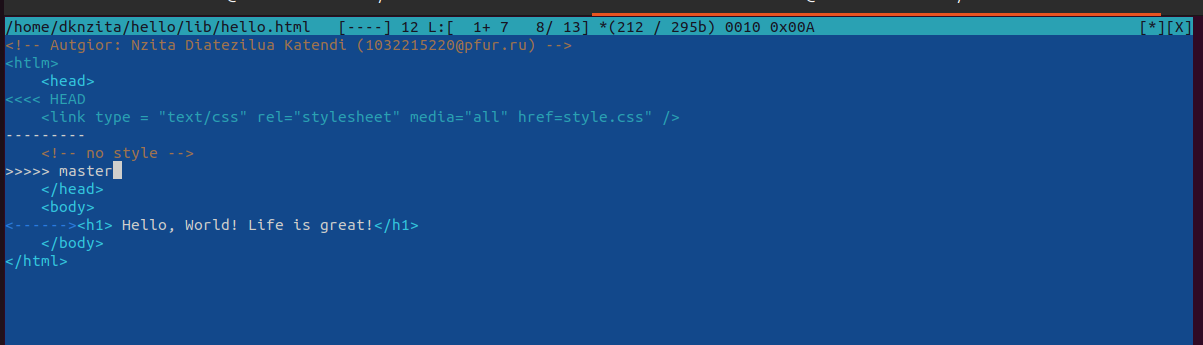 /home/dknzita/hello/lib/hello.html   [----] 12 L:[  1+ 7   8/ 13] *(212 / 295b) 0010 0x00A [*][X]
<!-- Autgior: Nzita Diatezilua Katendi (1032215220@pfur.ru) -->
<htlm>
    <head>
<<<< HEAD
    <link type = "text/css" rel="stylesheet" media="all" href=style.css" />
---------
    <!-- no style -->
>>>>> master
    </head>
    <body>
<------><h1> Hello, World! Life is great!</h1>
    </body>
</html>